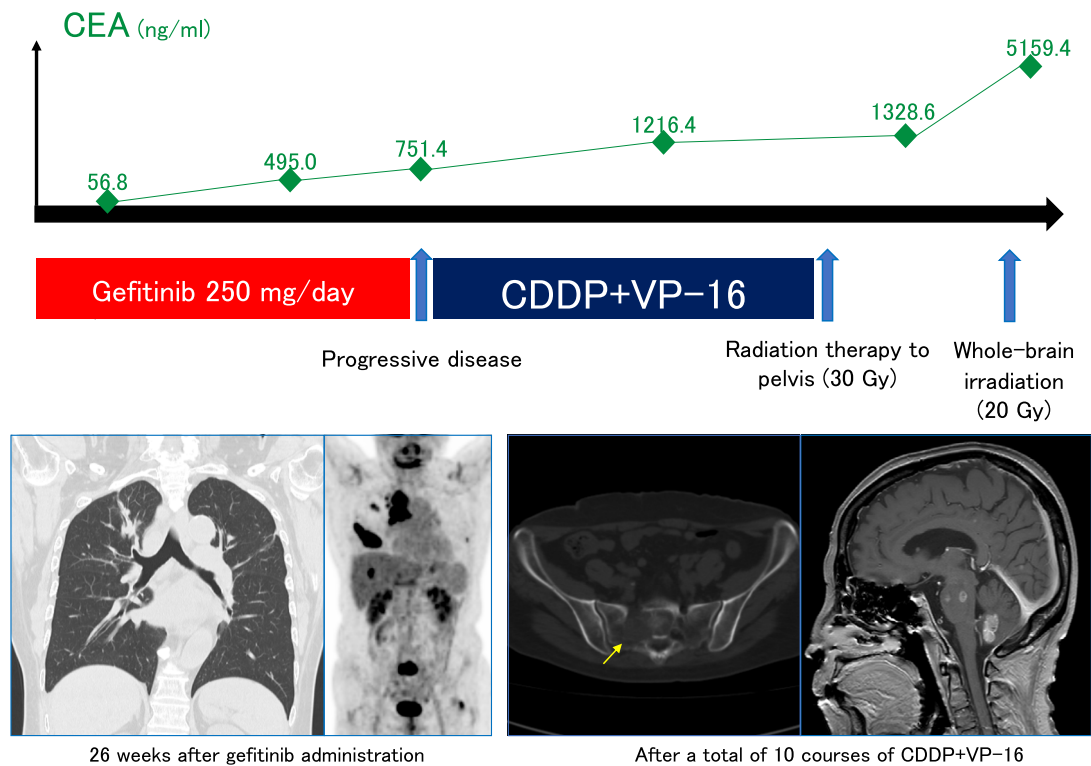 CEA (ng/ml)
5159.4
1328.6
1216.4
751.4
495.0
56.8
Gefitinib 250 mg/day
CDDP+VP−16
Progressive disease
Radiation therapy to
pelvis (30 Gy)
Whole−brain
irradiation
(20 Gy)
26 weeks after gefitinib administration
After a total of 10 courses of CDDP+VP−16